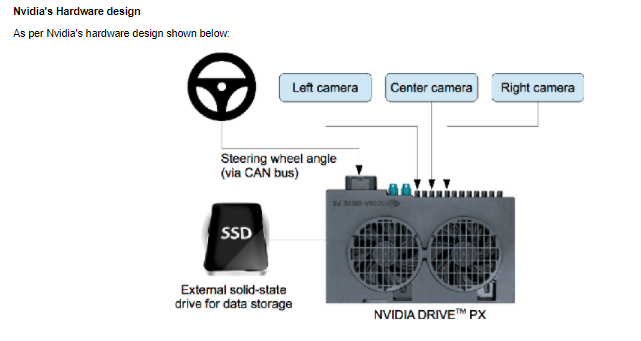 Nvidia's Hardware design
As per Nvidia's hardware design shown below:
Left camera
Center camera
Right camera
Steering wheel angle
(via CAN bus)
SSD
External solid-state
drive for data storage
NVIDIA DRIVE™ PX